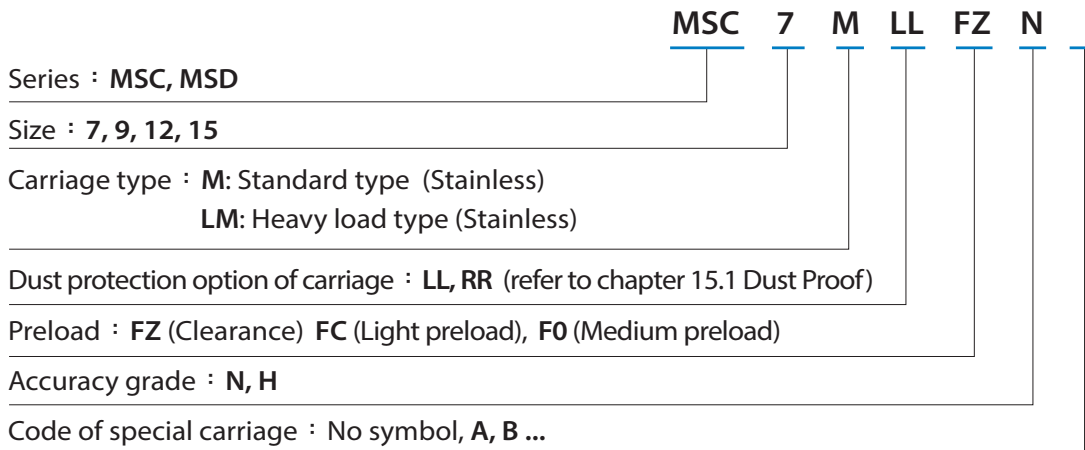 MSC 7 M LL FZ N
Series : MSC, MSD
Size : 7, 9, 12, 15
Carriage type : M: Standard type (Stainless)
LM: Heavy load type (Stainless)
Dust protection option of carriage : LL, RR (refer to chapter 15.1 Dust Proof)
Preload : FZ (Clearance) FC (Light preload), F0 (Medium preload)
Accuracy grade : N, H
Code of special carriage : No symbol, A, B ...